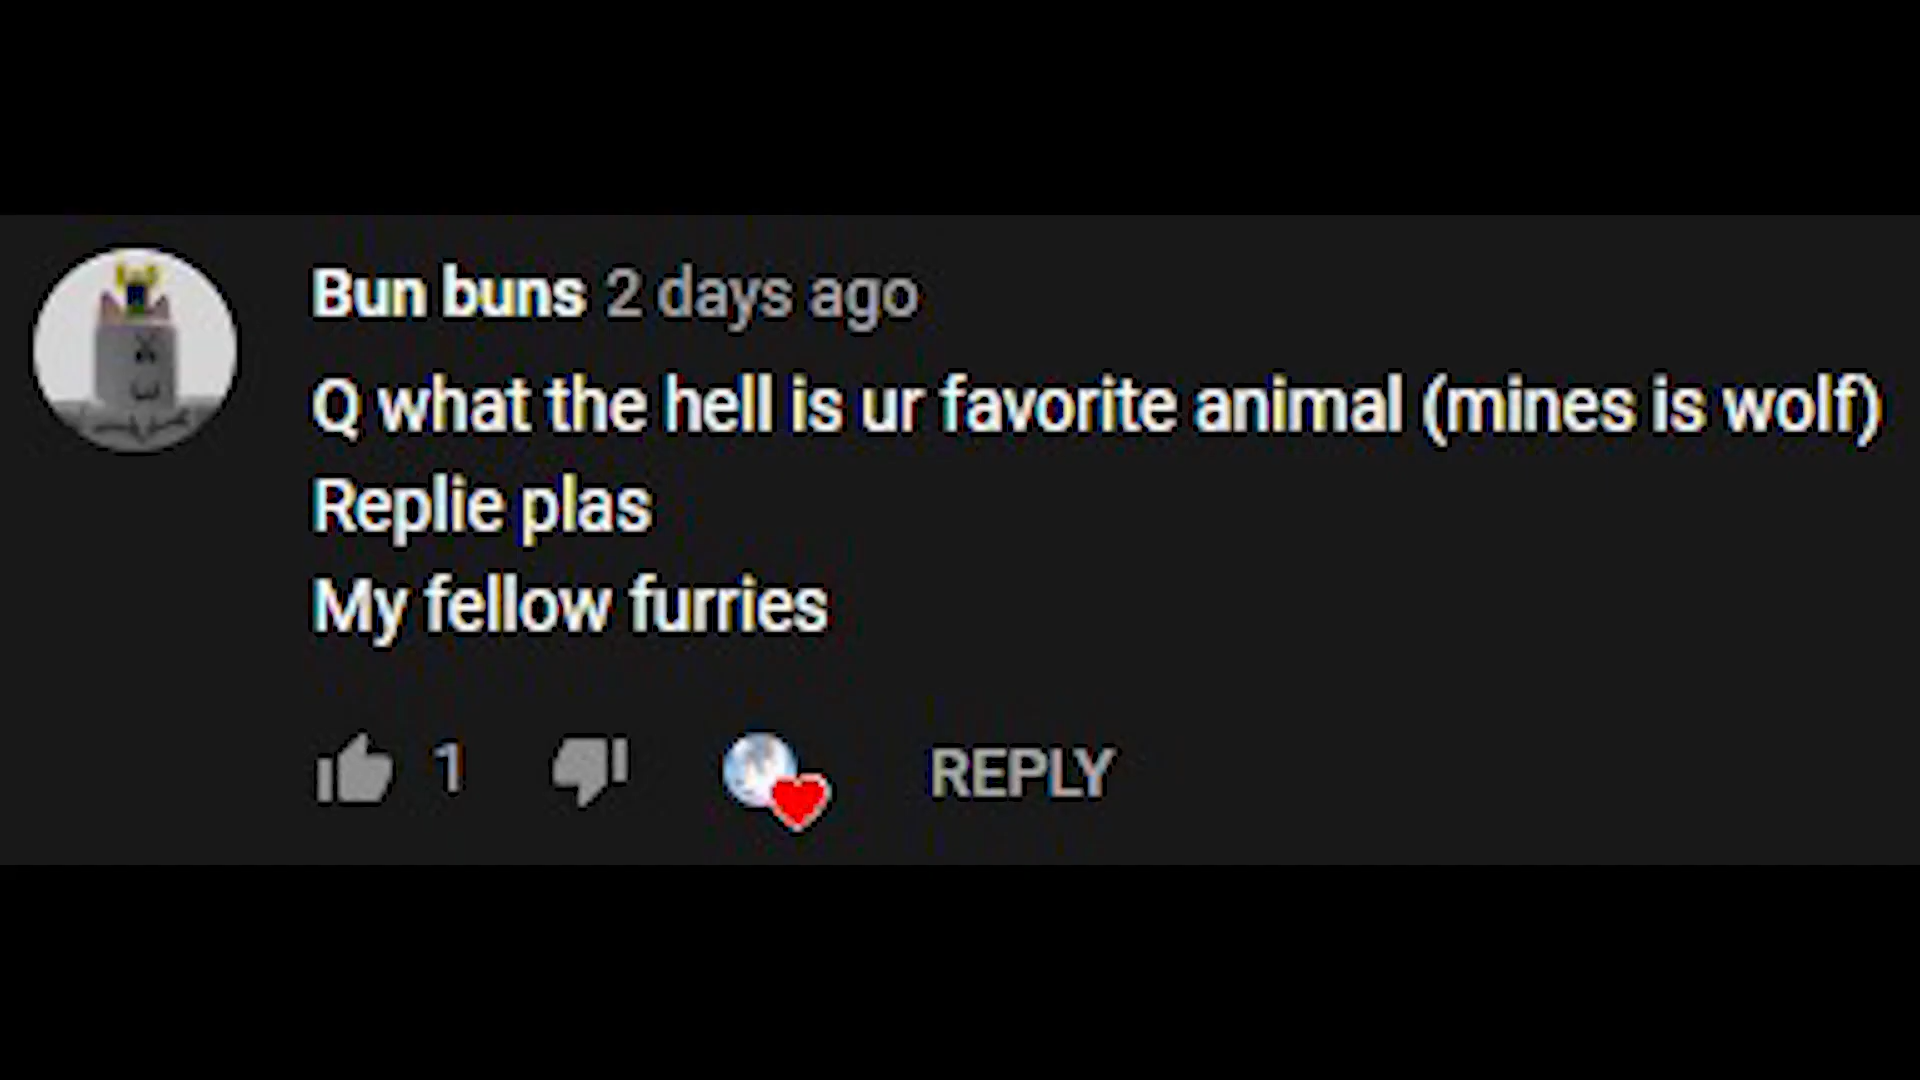 Bun buns 2 days ago
Q what the hell is ur favorite animal (mines is wolf)
Replie plas
My fellow furries
1 REPLY